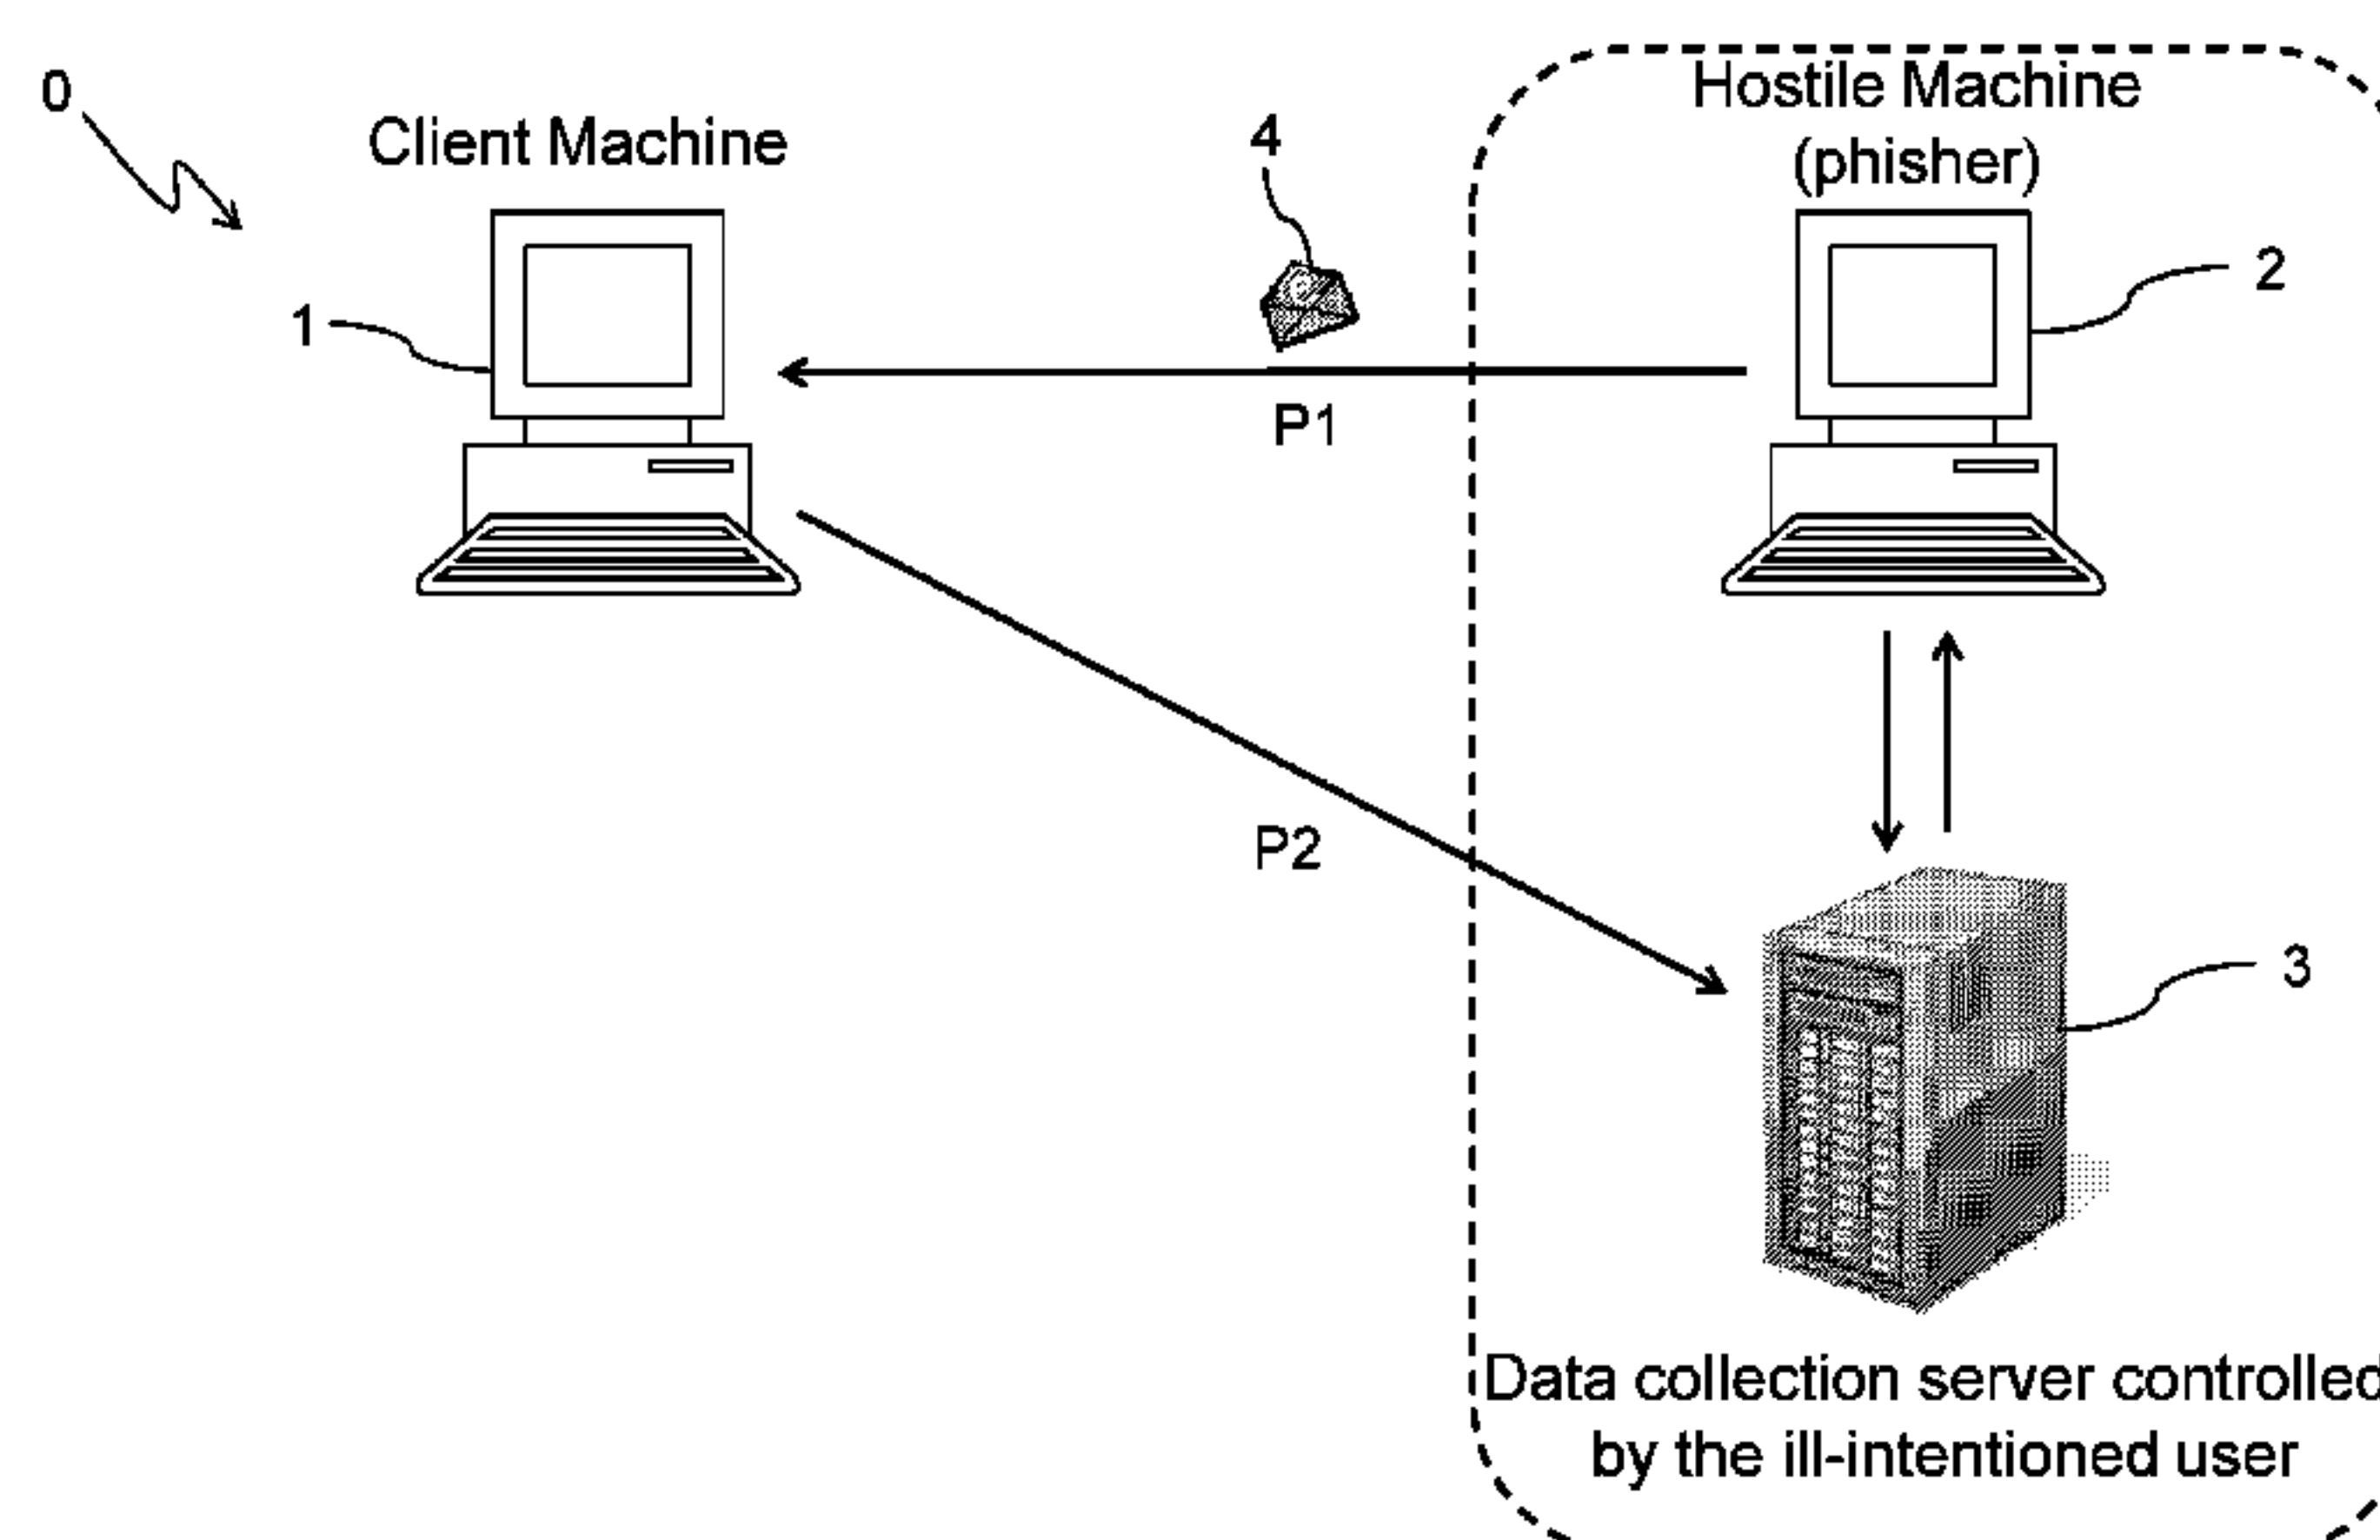 0
Client Machine
4
Hostile Machine
(phisher)
1
2
P1
P2
3
Data collection server controlled
by the ill-intentioned user